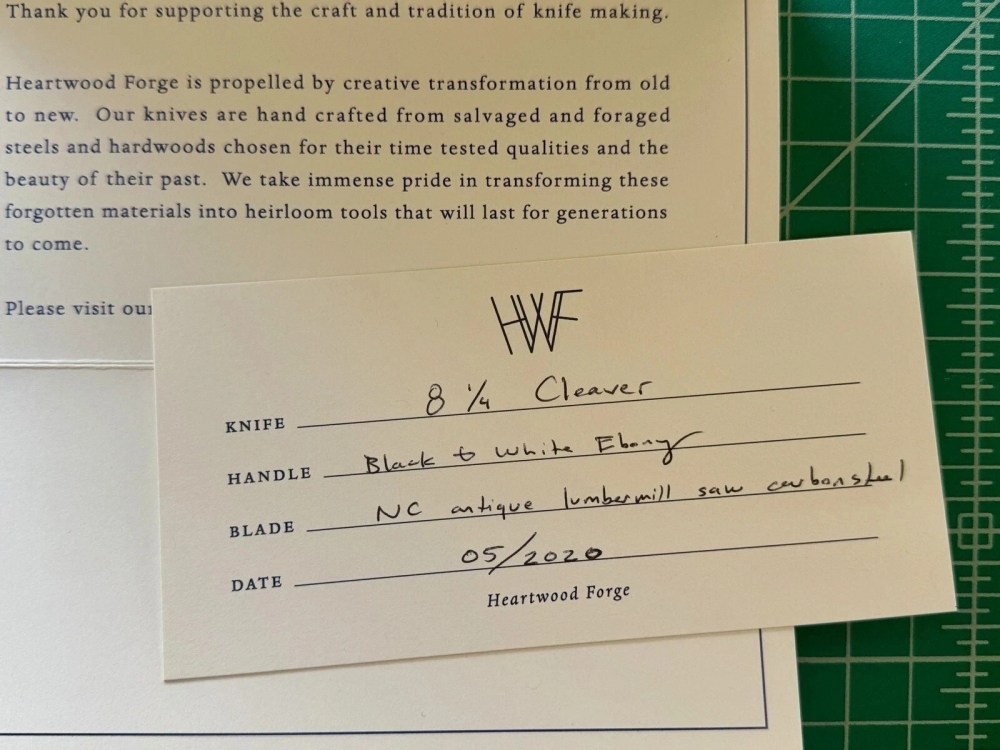 Thank you for supporting the craft and tradition of knife making.
Heartwood Forge is propelled by creative transformation from old
to new. Our knives are hand crafted from salvaged and foraged
steels and hardwoods chosen for their time tested qualities and the
beauty of their past. We take immense pride in transforming these
forgotten materials into heirloom tools that will last for generations
to come.
Please visit our
HWF
KNIFE 8 1/4 Cleaver
HANDLE Black & White Ebony
BLADE NC antique lumbermill saw carbon steel
DATE 05/2020
Heartwood Forge